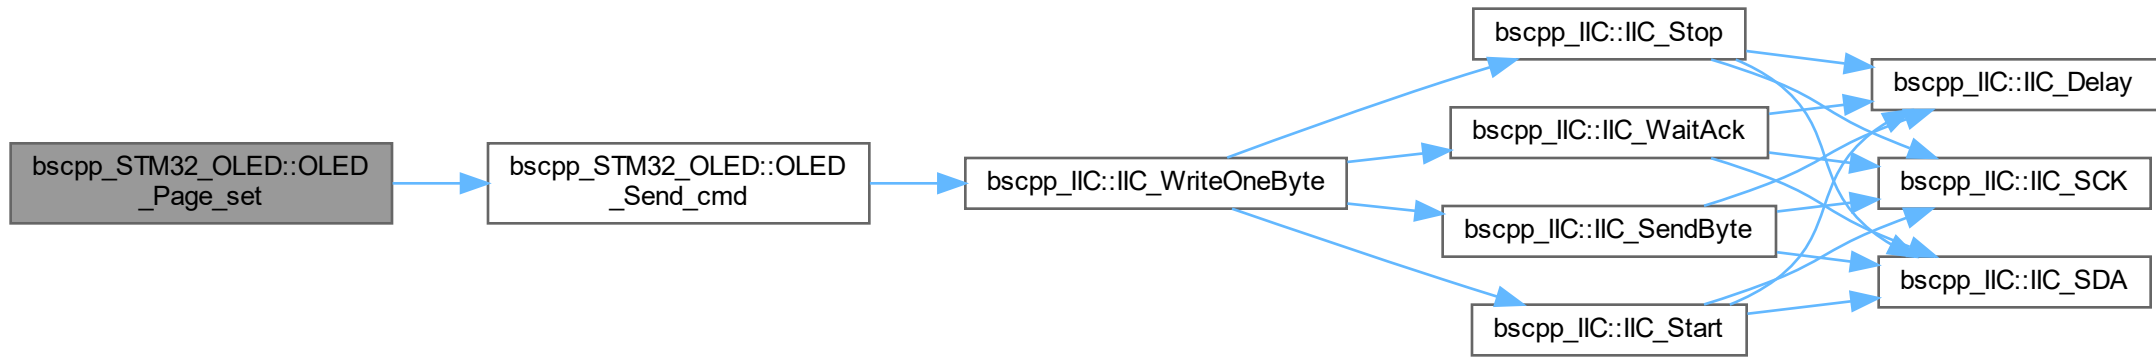 bscpp_STM32_OLED::OLED
_Page_set
bscpp_STM32_OLED::OLED
_Send_cmd
bscpp_IIC::IIC_WriteOneByte
bscpp_IIC::IIC_Stop
bscpp_IIC::IIC_WaitAck
bscpp_IIC::IIC_SendByte
bscpp_IIC::IIC_Start
bscpp_IIC::IIC_Delay
bscpp_IIC::IIC_SCK
bscpp_IIC::IIC_SDA